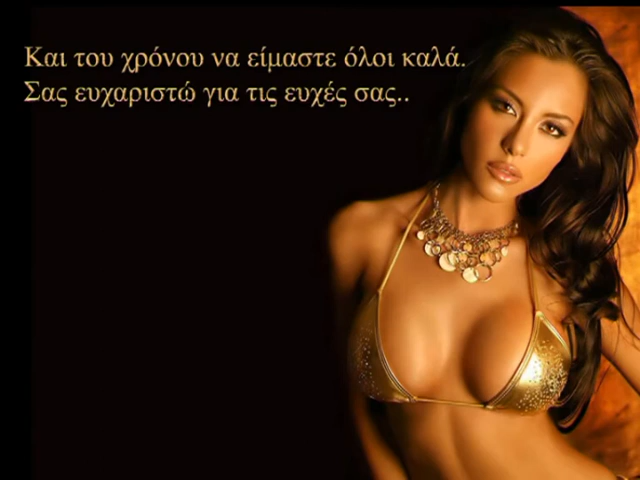 Και του χρόνου να είμαστε όλοι καλά.
Σας ευχαριστώ για τις ευχές σας..